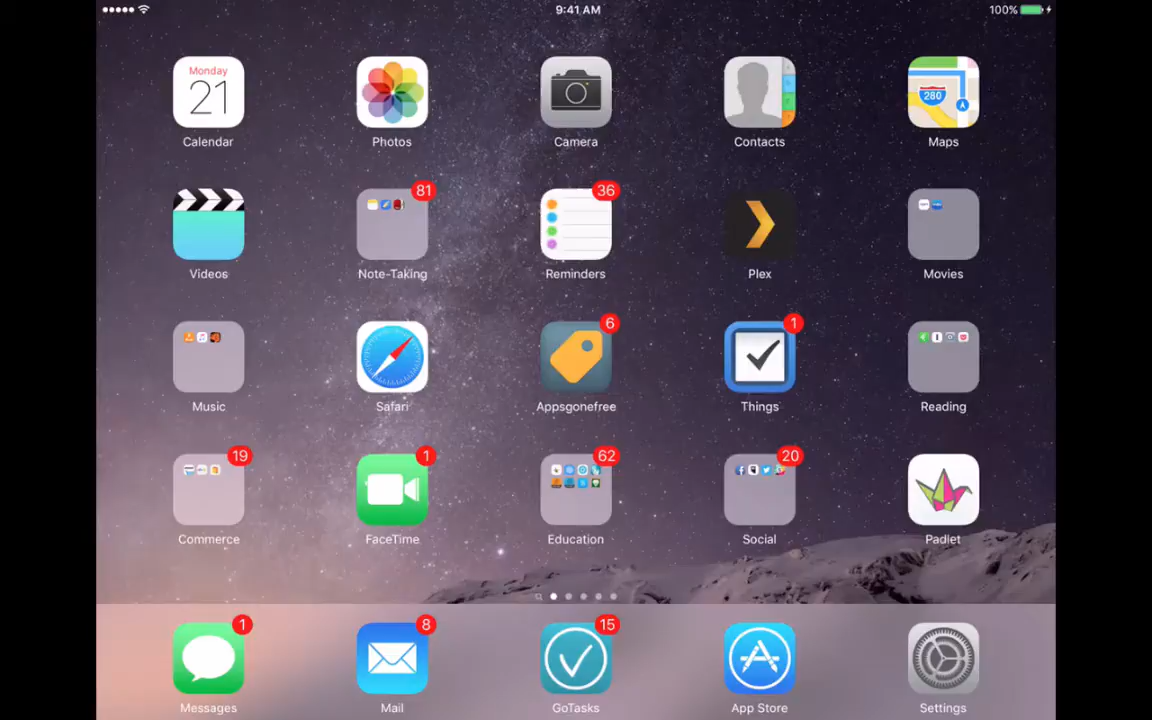 9:41 AM 100%
Monday
21
280
Calendar Photos Camera Contacts Maps
81 36
Videos Note-Taking Reminders Plex Movies
6 1
Music Safari Appsgonefree Things Reading
19 1 62 20
Commerce FaceTime Education Social Padlet
1 8 15
Messages Mail GoTasks App Store Settings